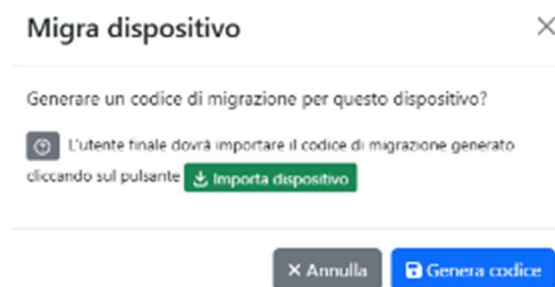 Migra dispositivo
Generare un codice di migrazione per questo dispositivo?
L'utente finale dovrà importare il codice di migrazione generato
cliccando sul pulsante Importa dispositivo
Annulla Genera codice